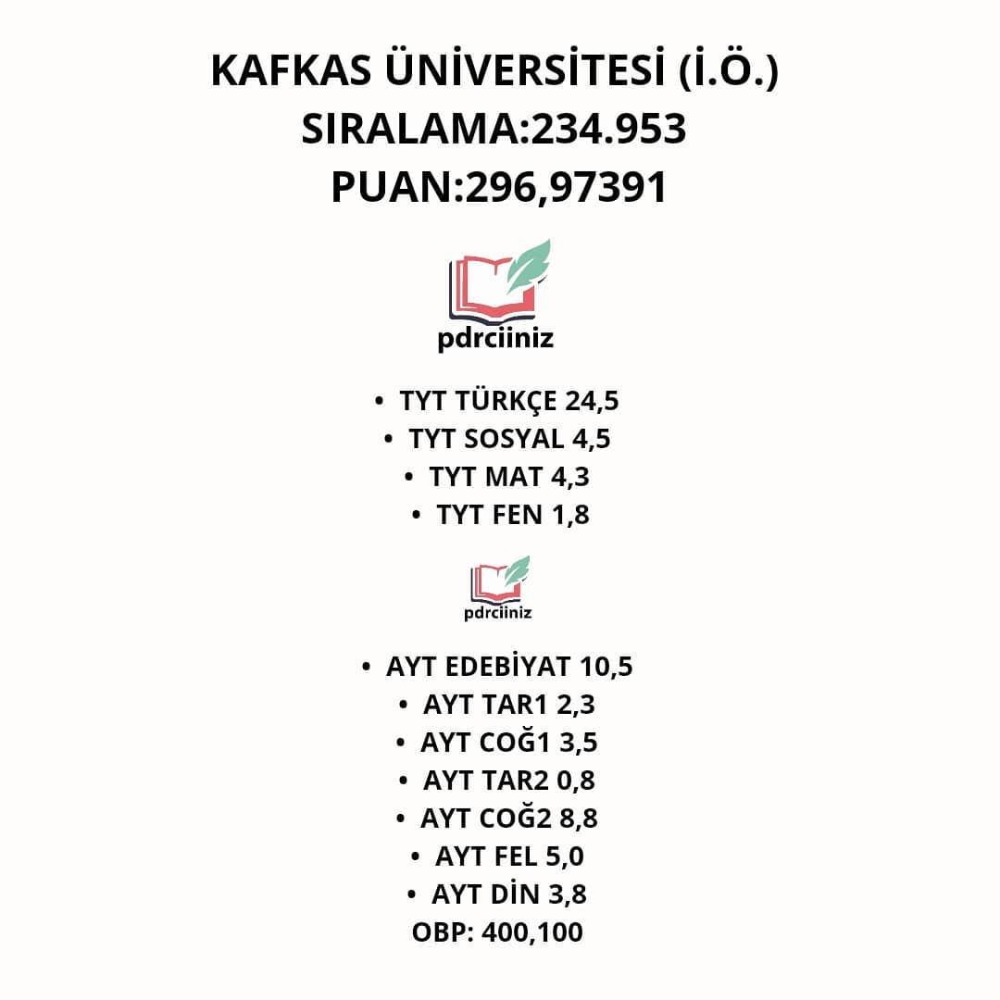 KAFKAS ÜNİVERSİTESİ (İ.Ö.)
SIRALAMA:234.953
PUAN:296,97391
pdrciiniz
• TYT TÜRKÇE 24,5
• TYT SOSYAL 4,5
• TYT MAT 4,3
• TYT FEN 1,8
pdrciiniz
• AYT EDEBİYAT 10,5
• AYT TAR1 2,3
• AYT COĞ1 3,5
• AYT TAR2 0,8
• AYT COĞ2 8,8
• AYT FEL 5,0
• AYT DİN 3,8
OBP: 400,100